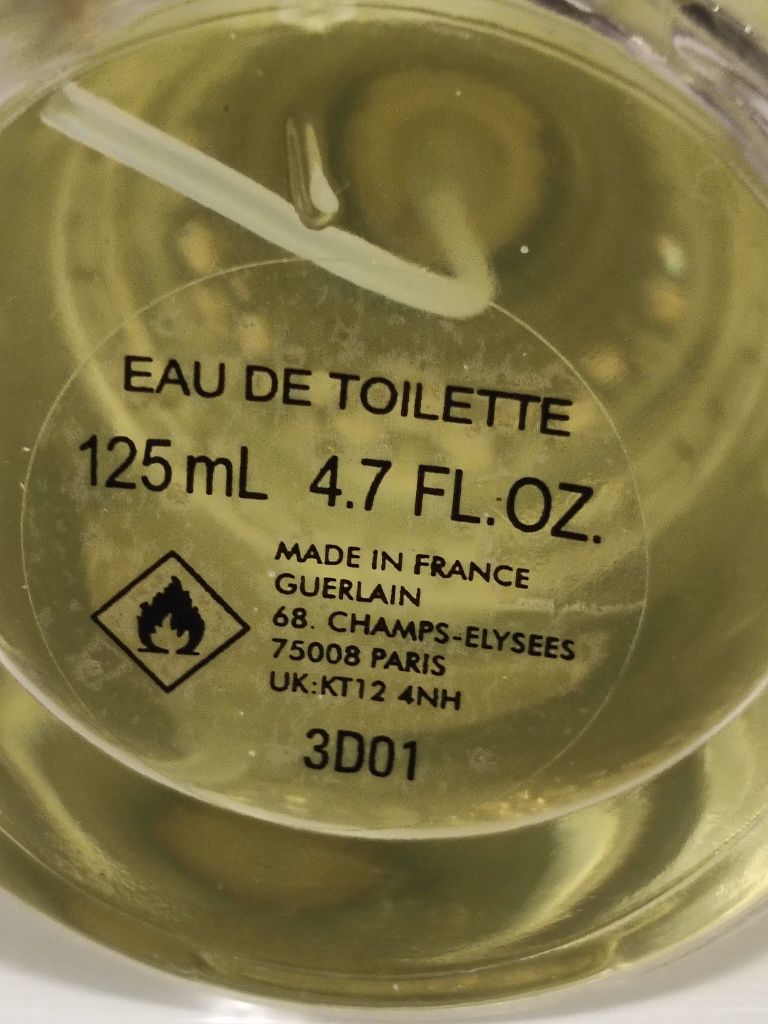 EAU DE TOILETTE
125 mL 4.7 FL.OZ.
MADE IN FRANCE
GUERLAIN
68. CHAMPS-ELYSEES
75008 PARIS
UK:KT12 4NH
3D01